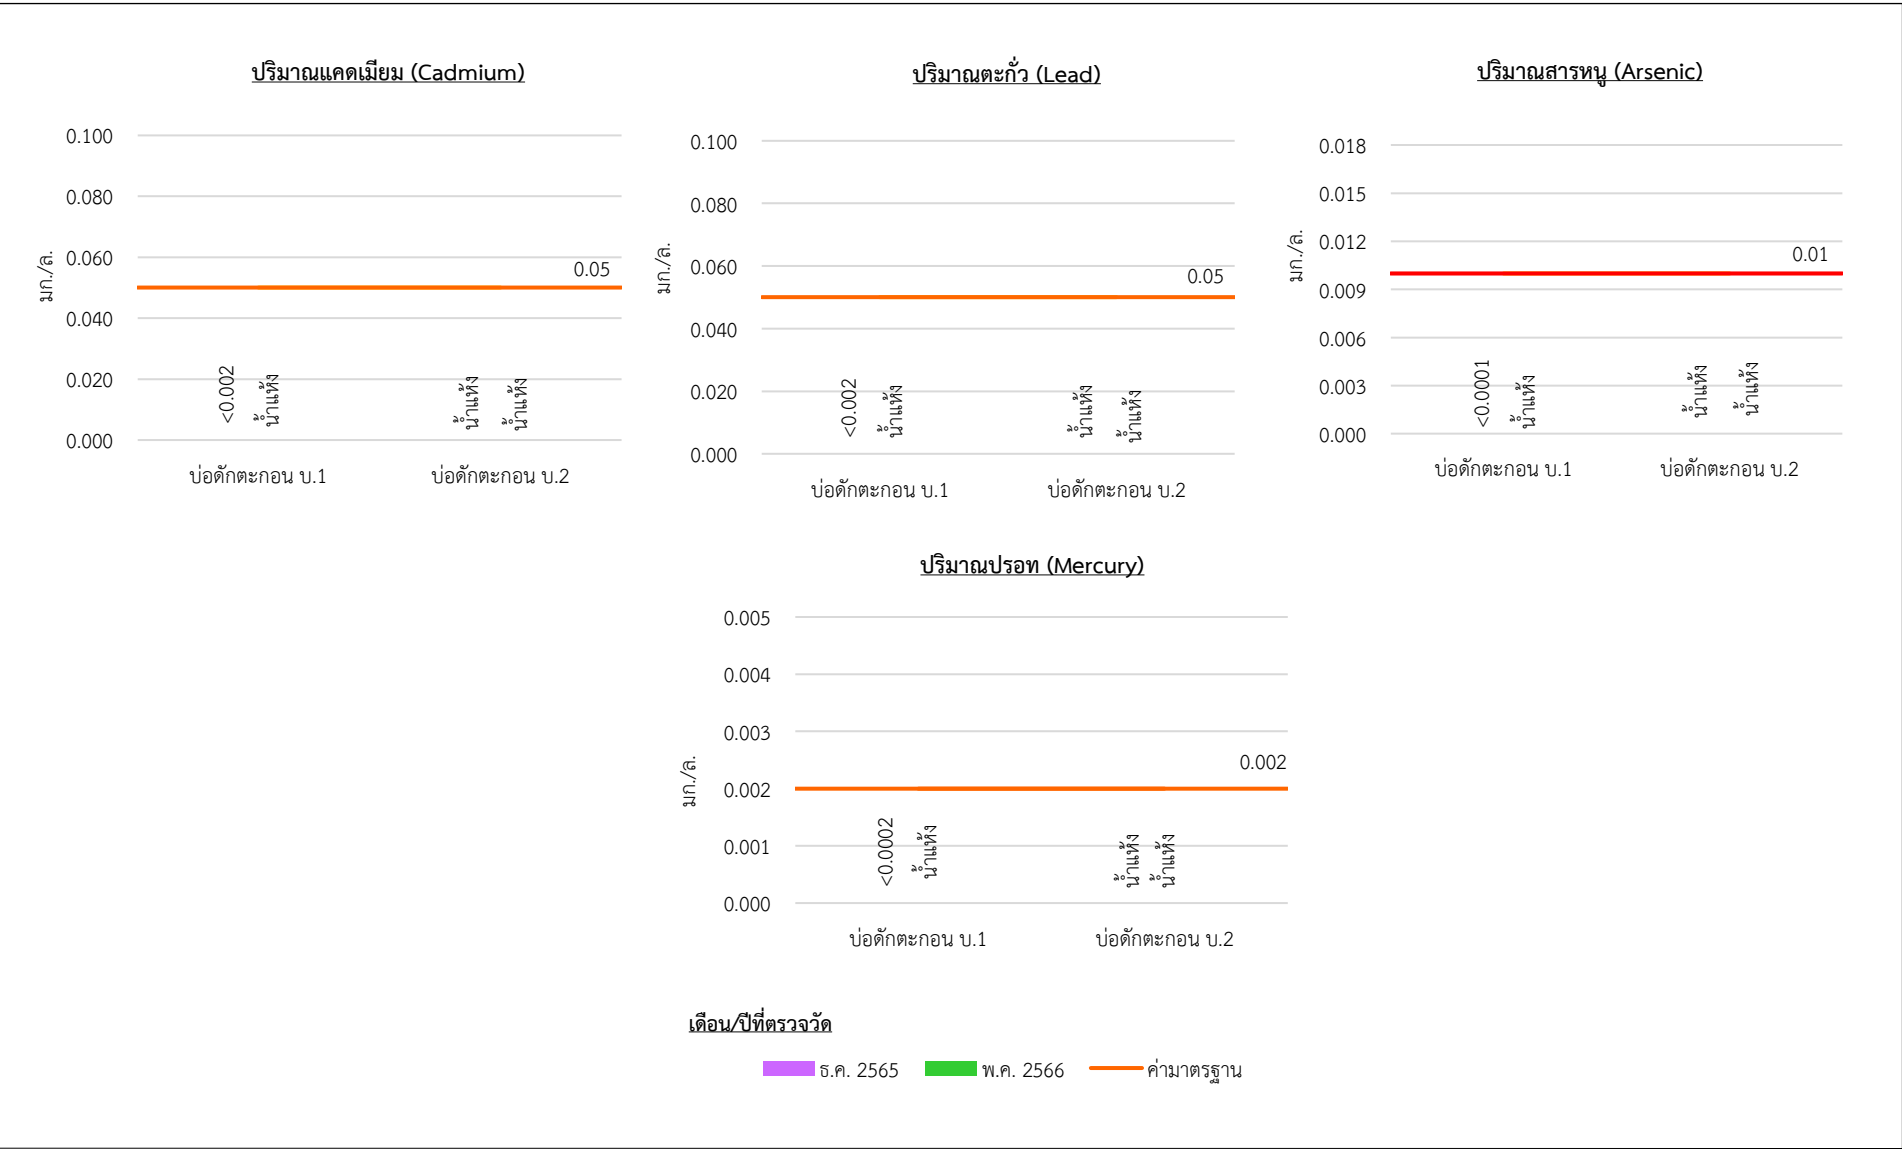 ปริมาณแคดเมียม (Cadmium)
0.100
0.080
0.060
0.040
0.020
0.000
มก./ล.
0.05
<0.002
น้ำแห้ง
น้ำแห้ง
น้ำแห้ง
บ่อดักตะกอน บ.1
บ่อดักตะกอน บ.2
ปริมาณตะกั่ว (Lead)
0.100
0.080
0.060
0.040
0.020
0.000
มก./ล.
0.05
<0.002
น้ำแห้ง
น้ำแห้ง
น้ำแห้ง
บ่อดักตะกอน บ.1
บ่อดักตะกอน บ.2
ปริมาณสารหนู (Arsenic)
0.018
0.015
0.012
0.009
0.006
0.003
0.000
มก./ล.
0.01
<0.0001
น้ำแห้ง
น้ำแห้ง
น้ำแห้ง
บ่อดักตะกอน บ.1
บ่อดักตะกอน บ.2
ปริมาณปรอท (Mercury)
0.005
0.004
0.003
0.002
0.001
0.000
มก./ล.
0.002
<0.0002
น้ำแห้ง
น้ำแห้ง
น้ำแห้ง
บ่อดักตะกอน บ.1
บ่อดักตะกอน บ.2
เดือน/ปีที่ตรวจวัด
ธ.ค. 2565
พ.ค. 2566
ค่ามาตรฐาน